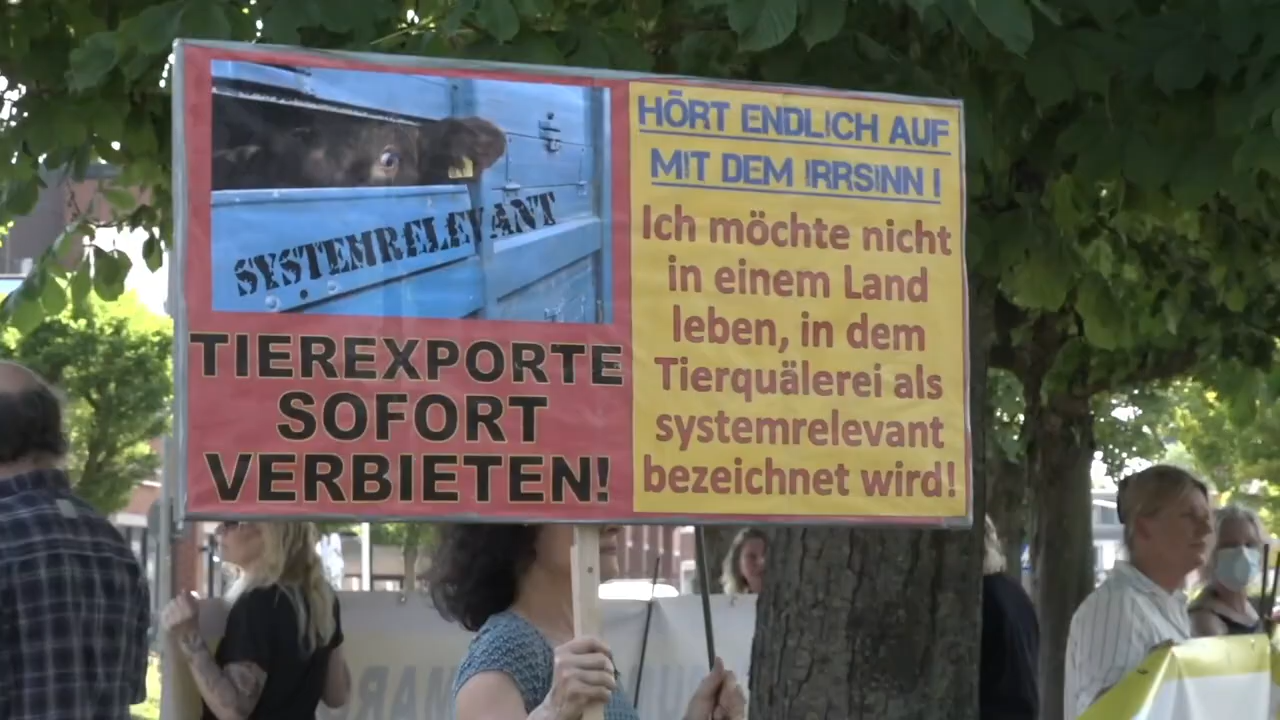 SYSTEMRELEVANT
TIEREXPORTE
SOFORT
VERBIETEN!
HÖRT ENDLICH AUF
MIT DEM IRRSINN !
Ich möchte nicht
in einem Land
leben, in dem
Tierquälerei als
systemrelevant
bezeichnet wird!